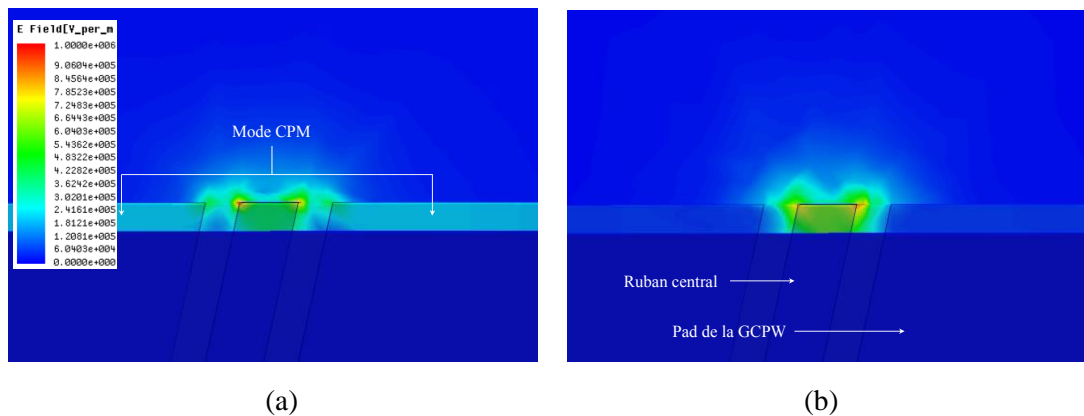 E Field[V_per_m
1.0000e+006
9.0604e+005
8.4564e+005
7.8523e+005
7.2483e+005
6.6443e+005
6.0403e+005
5.4362e+005
4.8322e+005
4.2282e+005
3.6242e+005
3.0201e+005
2.4161e+005
1.8121e+005
1.2081e+005
6.0403e+004
0.0000e+000
Mode CPM
Ruban central
Pad de la GCPW
(a)
(b)